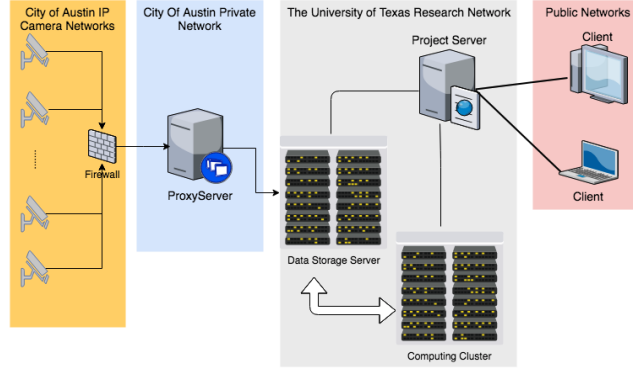 City of Austin IP
Camera Networks
City Of Austin Private
Network
The University of Texas Research Network
Public Networks
Project Server
Client
Firewall
ProxyServer
Client
Data Storage Server
Computing Cluster